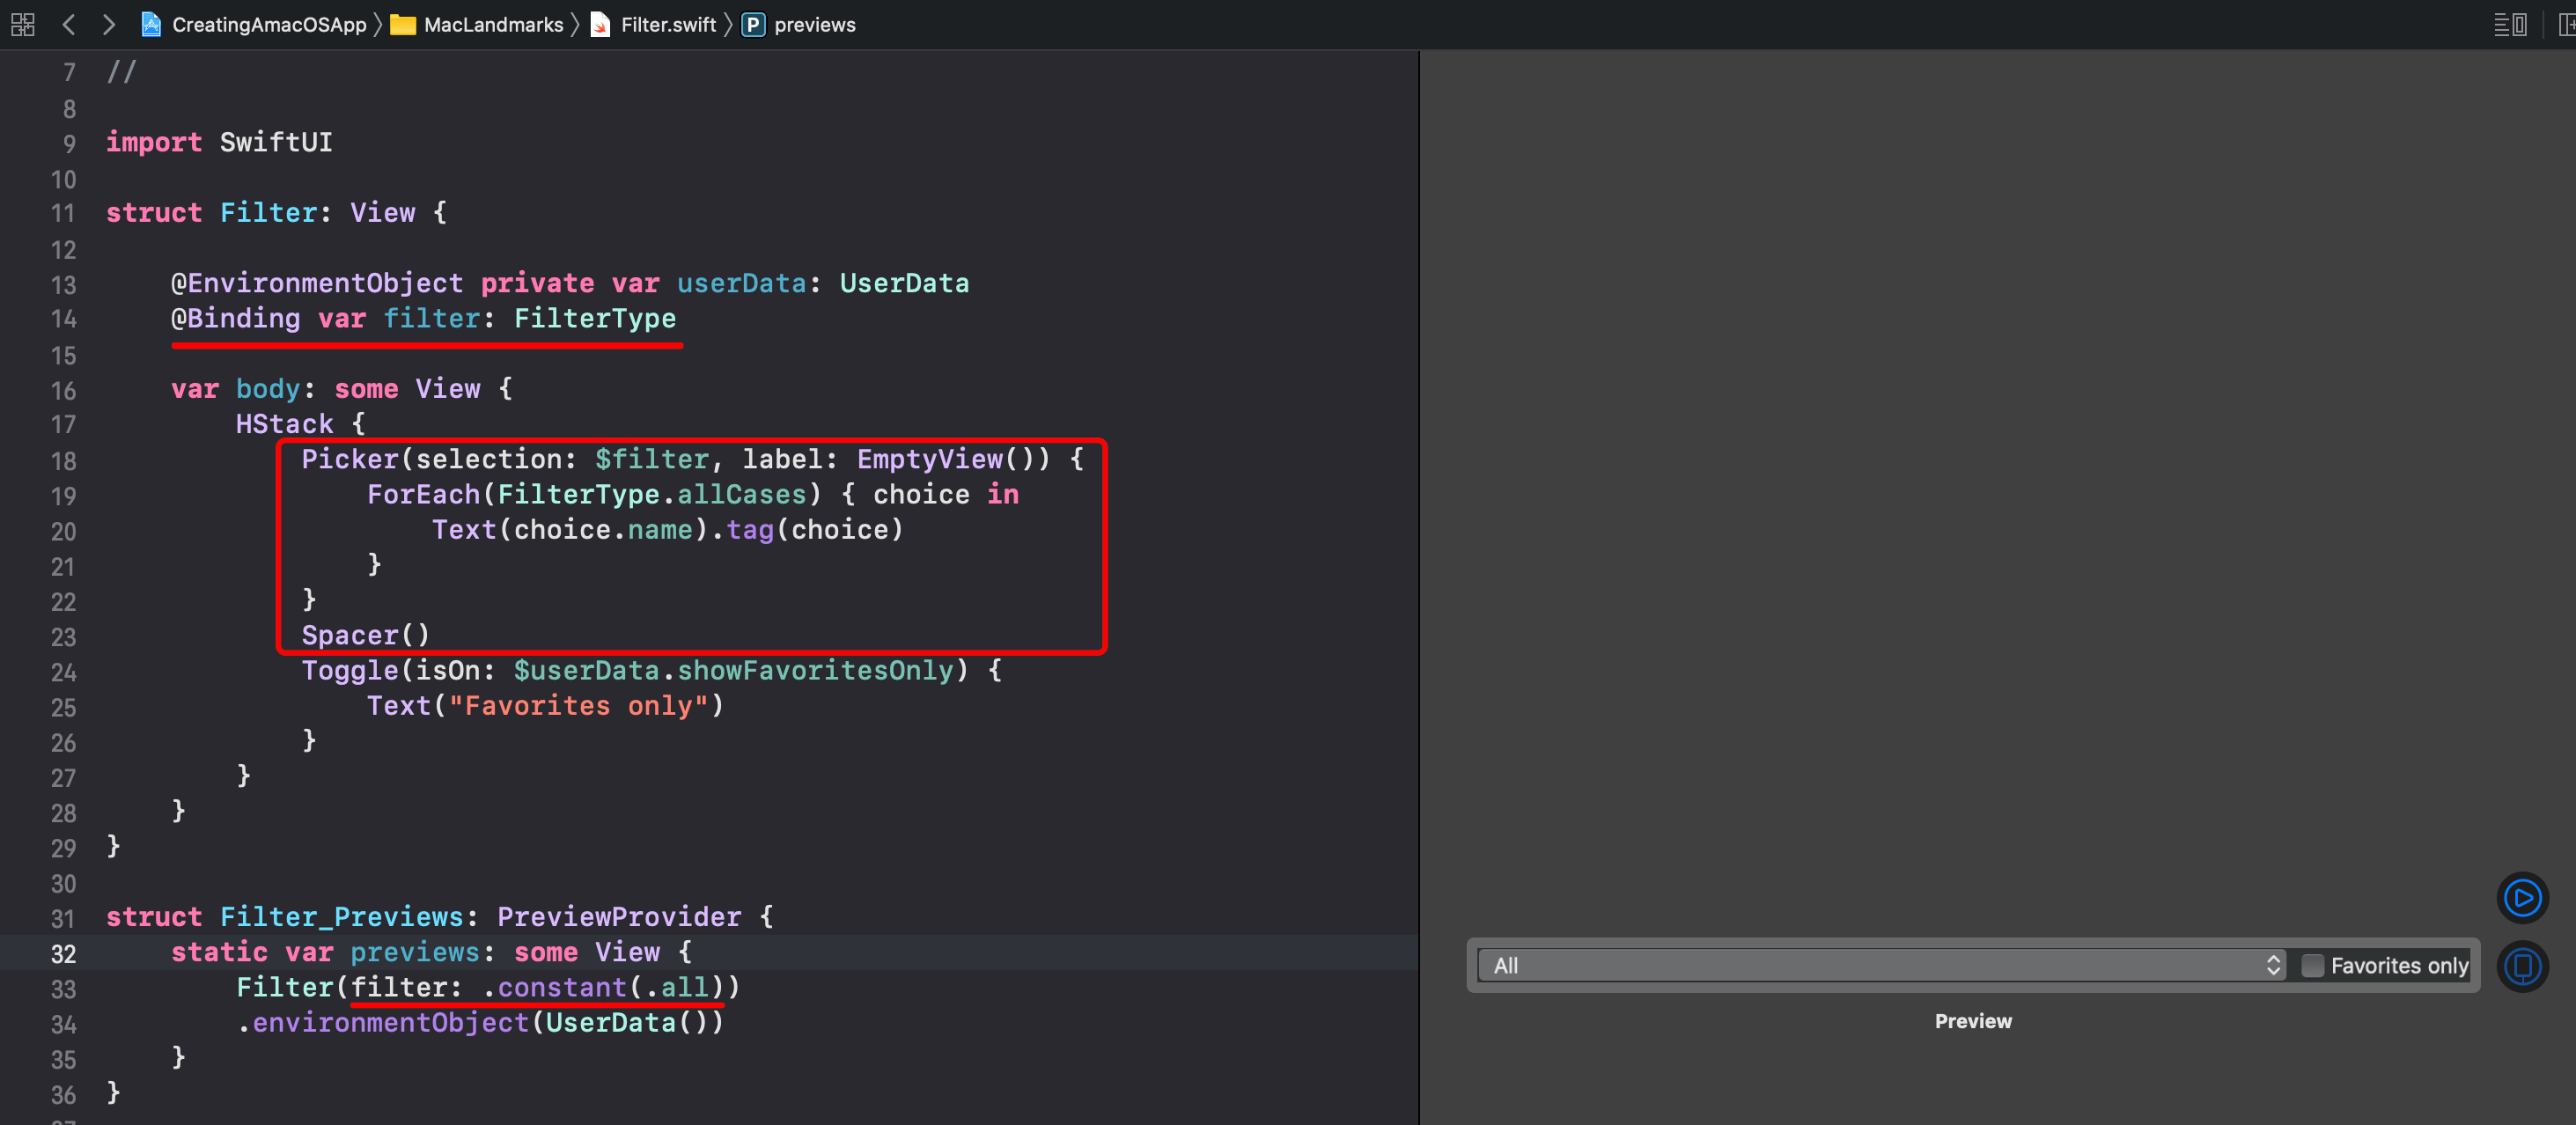 CreatingAmacOSApp MacLandmarks Filter.swift P previews
7 //
8
9 import SwiftUI
10
11 struct Filter: View {
12
13     @EnvironmentObject private var userData: UserData
14     @Binding var filter: FilterType
15
16     var body: some View {
17         HStack {
18             Picker(selection: $filter, label: EmptyView()) {
19                 ForEach(FilterType.allCases) { choice in
20                     Text(choice.name).tag(choice)
21                 }
22             }
23             Spacer()
24             Toggle(isOn: $userData.showFavoritesOnly) {
25                 Text("Favorites only")
26             }
27         }
28     }
29 }
30
31 struct Filter_Previews: PreviewProvider {
32     static var previews: some View {
33         Filter(filter: .constant(.all))
34         .environmentObject(UserData())
35     }
36 }
All Favorites only
Preview